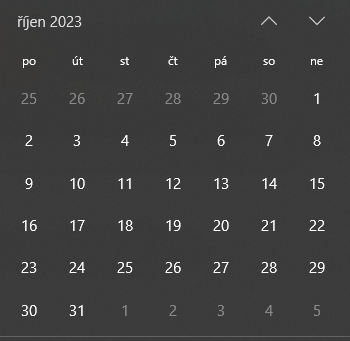 říjen 2023
po út st čt pá so ne
25 26 27 28 29 30 1
2 3 4 5 6 7 8
9 10 11 12 13 14 15
16 17 18 19 20 21 22
23 24 25 26 27 28 29
30 31 1 2 3 4 5